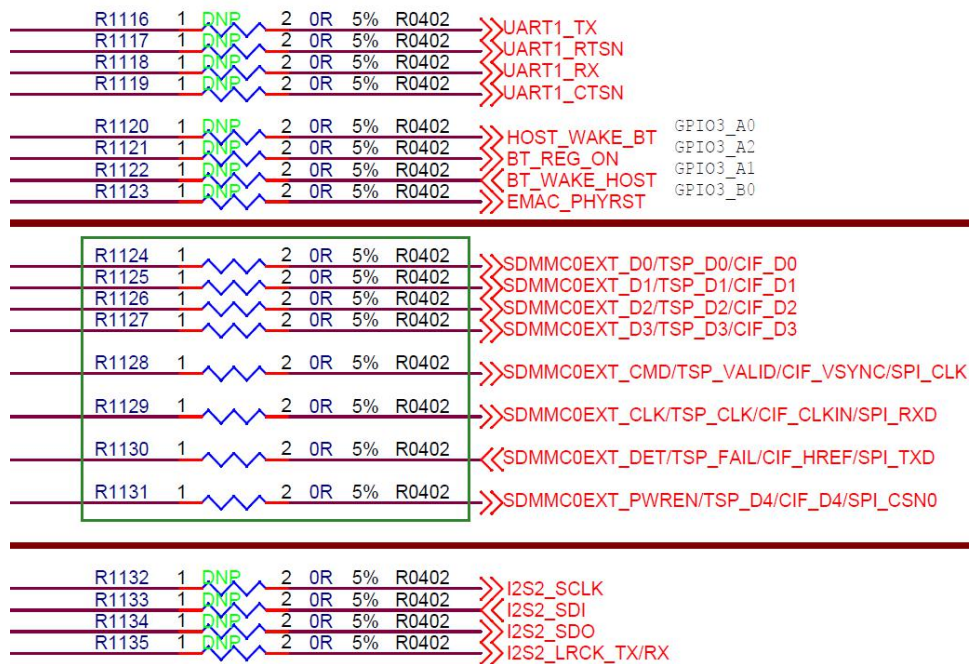 R1116 1 DNP 2 0R 5% R0402 UART1_TX
R1117 1 DNP 2 0R 5% R0402 UART1_RTSN
R1118 1 DNP 2 0R 5% R0402 UART1_RX
R1119 1 DNP 2 0R 5% R0402 UART1_CTSN
R1120 1 DNP 2 0R 5% R0402 HOST_WAKE_BT GPIO3_A0
R1121 1 DNP 2 0R 5% R0402 BT_REG_ON GPIO3_A2
R1122 1 DNP 2 0R 5% R0402 BT_WAKE_HOST GPIO3_A1
R1123 1 DNP 2 0R 5% R0402 EMAC_PHYRST GPIO3_B0
R1124 1 2 0R 5% R0402 SDMMC0EXT_D0/TSP_D0/CIF_D0
R1125 1 2 0R 5% R0402 SDMMC0EXT_D1/TSP_D1/CIF_D1
R1126 1 2 0R 5% R0402 SDMMC0EXT_D2/TSP_D2/CIF_D2
R1127 1 2 0R 5% R0402 SDMMC0EXT_D3/TSP_D3/CIF_D3
R1128 1 2 0R 5% R0402 SDMMC0EXT_CMD/TSP_VALID/CIF_VSYNC/SPI_CLK
R1129 1 2 0R 5% R0402 SDMMC0EXT_CLK/TSP_CLK/CIF_CLKIN/SPI_RXD
R1130 1 2 0R 5% R0402 SDMMC0EXT_DET/TSP_FAIL/CIF_HREF/SPI_TXD
R1131 1 2 0R 5% R0402 SDMMC0EXT_PWREN/TSP_D4/CIF_D4/SPI_CSN0
R1132 1 DNP 2 0R 5% R0402 I2S2_SCLK
R1133 1 DNP 2 0R 5% R0402 I2S2_SDI
R1134 1 DNP 2 0R 5% R0402 I2S2_SDO
R1135 1 DNP 2 0R 5% R0402 I2S2_LRCK_TX/RX